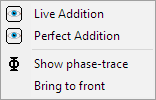 Live Addition
Perfect Addition
Show phase-trace
Bring to front